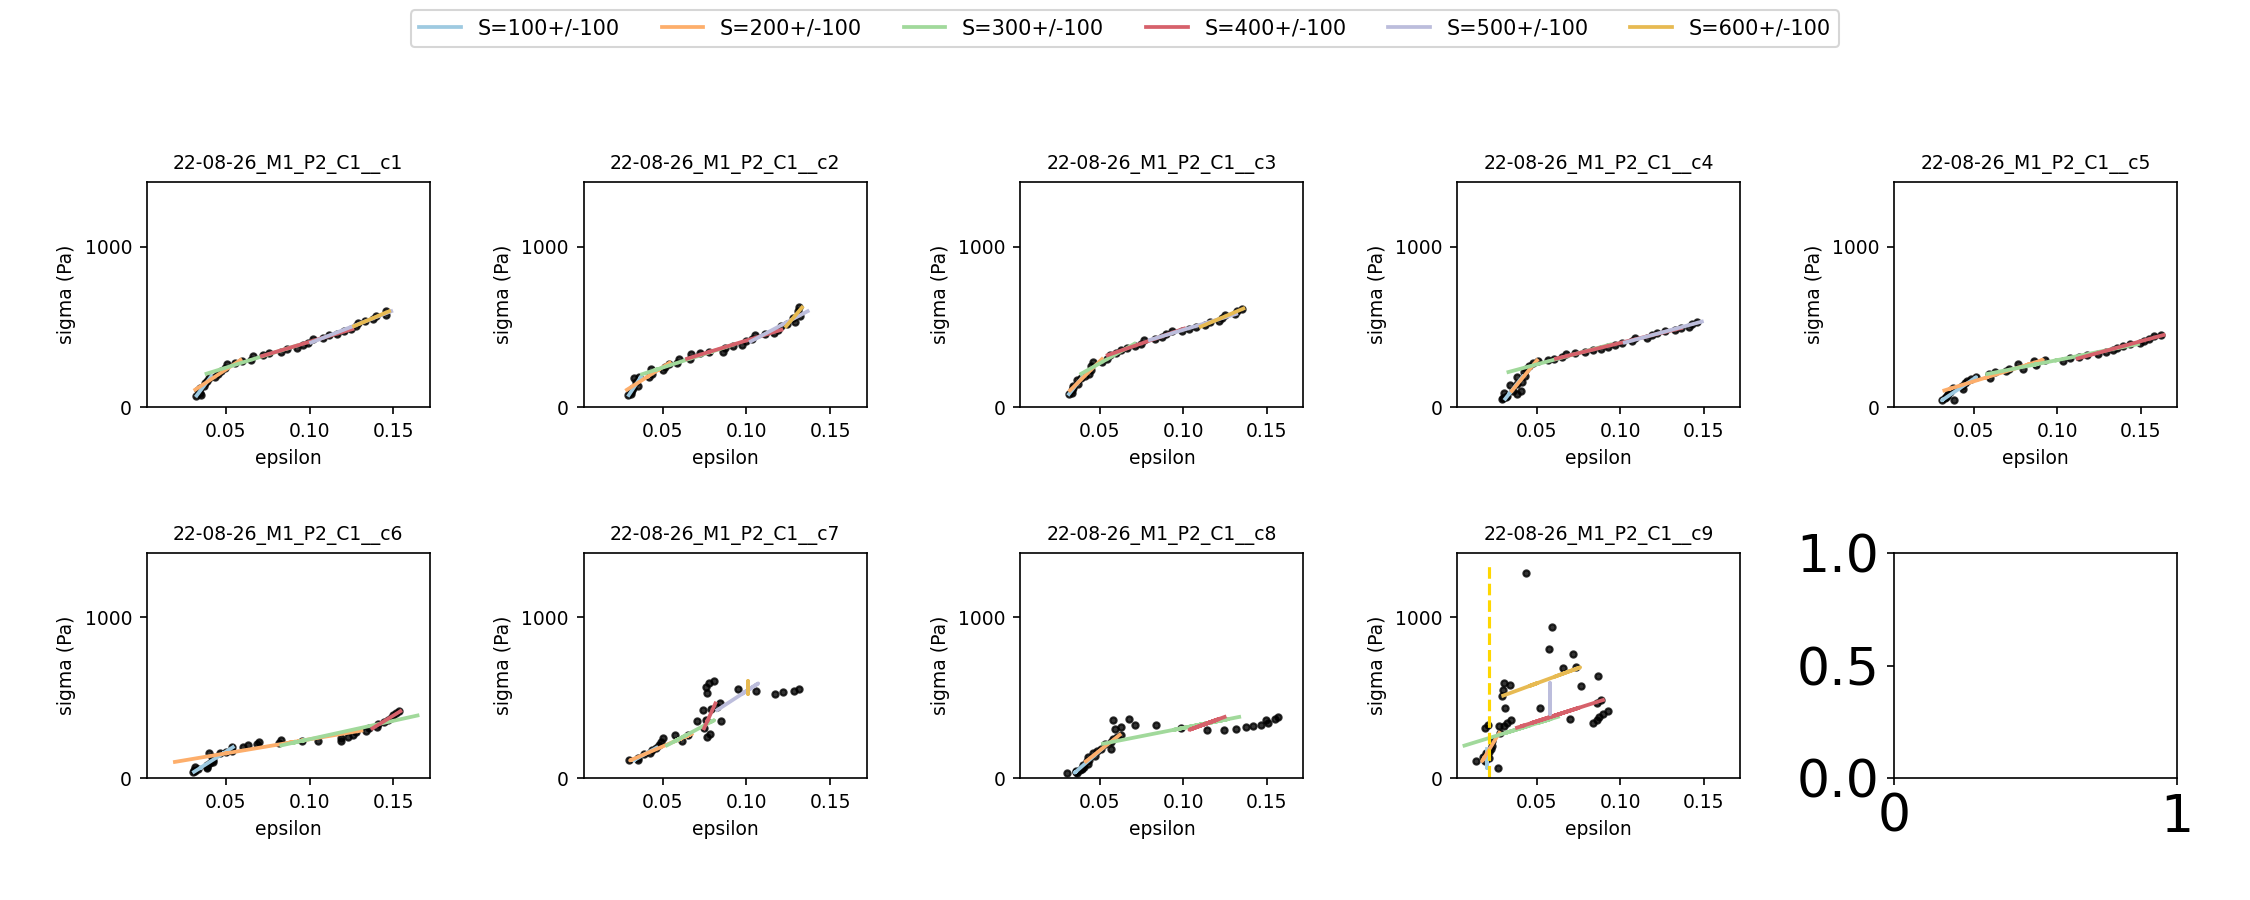 S=100+/-100 S=200+/-100 S=300+/-100 S=400+/-100 S=500+/-100 S=600+/-100
22-08-26_M1_P2_C1__c1 22-08-26_M1_P2_C1__c2 22-08-26_M1_P2_C1__c3 22-08-26_M1_P2_C1__c4 22-08-26_M1_P2_C1__c5
sigma (Pa) sigma (Pa) sigma (Pa) sigma (Pa) sigma (Pa)
1000 1000 1000 1000 1000
0 0 0 0 0
0.05 0.10 0.15 0.05 0.10 0.15 0.05 0.10 0.15 0.05 0.10 0.15 0.05 0.10 0.15
epsilon epsilon epsilon epsilon epsilon
22-08-26_M1_P2_C1__c6 22-08-26_M1_P2_C1__c7 22-08-26_M1_P2_C1__c8 22-08-26_M1_P2_C1__c9
1.0
sigma (Pa) sigma (Pa) sigma (Pa) sigma (Pa)
1000 1000 1000 1000
0.5
0 0 0 0 0.0
0.05 0.10 0.15 0.05 0.10 0.15 0.05 0.10 0.15 0.05 0.10 0.15 0 1
epsilon epsilon epsilon epsilon